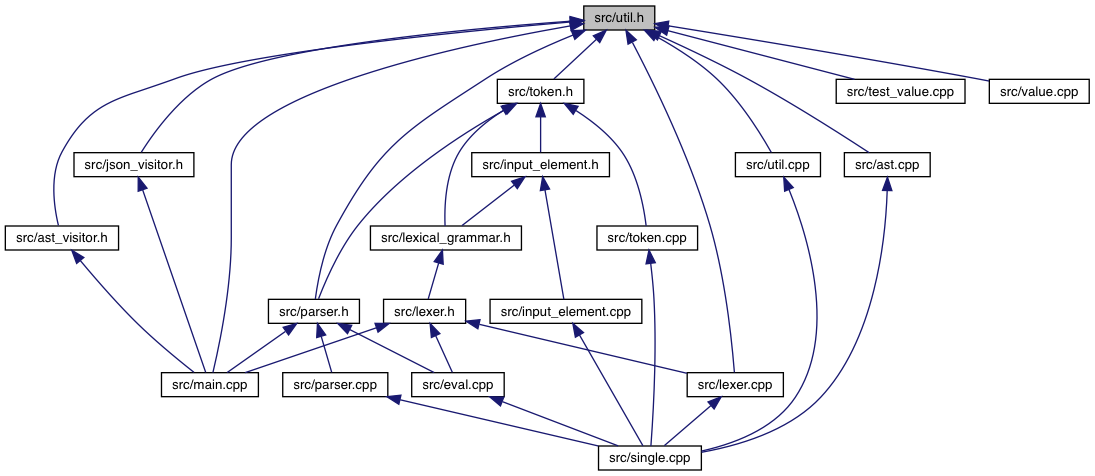 src/util.h
src/token.h
src/test_value.cpp
src/value.cpp
src/json_visitor.h
src/input_element.h
src/util.cpp
src/ast.cpp
src/ast_visitor.h
src/lexical_grammar.h
src/token.cpp
src/parser.h
src/lexer.h
src/input_element.cpp
src/main.cpp
src/parser.cpp
src/eval.cpp
src/lexer.cpp
src/single.cpp